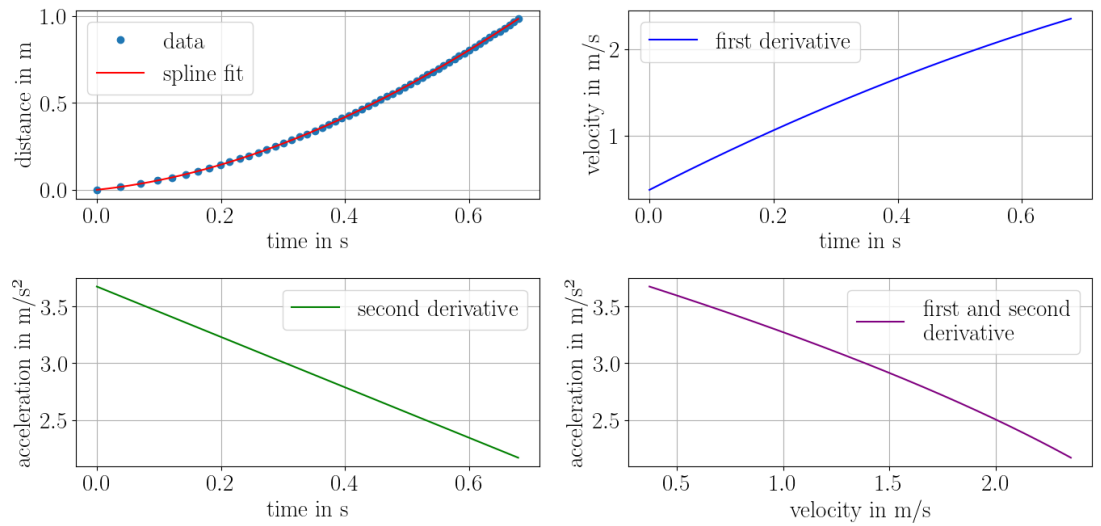 1.0
0.5
0.0
distance in m
data
spline fit
0.0
0.2
0.4
0.6
time in s
2
1
velocity in m/s
first derivative
0.0
0.2
0.4
0.6
time in s
3.5
3.0
2.5
acceleration in m/s²
second derivative
0.0
0.2
0.4
0.6
time in s
3.5
3.0
2.5
acceleration in m/s²
first and second
derivative
0.5
1.0
1.5
2.0
velocity in m/s